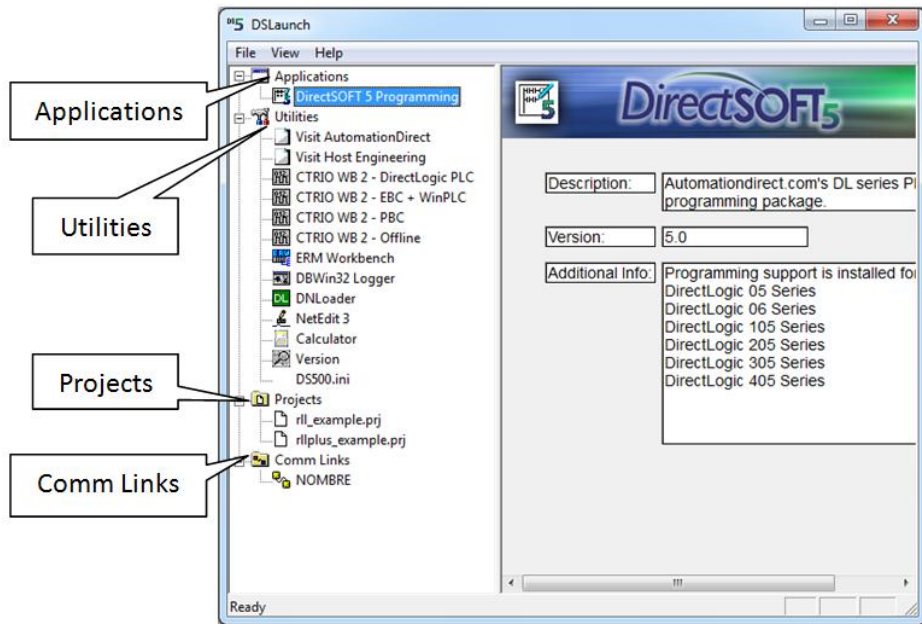 DSLaunch
File View Help
Applications
DirectSOFT 5 Programming
Utilities
Visit AutomationDirect
Visit Host Engineering
CTRIO WB 2 - DirectLogic PLC
CTRIO WB 2 - EBC + WinPLC
CTRIO WB 2 - PBC
CTRIO WB 2 - Offline
ERM Workbench
DBWin32 Logger
DL DNLoader
NetEdit 3
Calculator
Version
DS500.ini
Projects
rll_example.prj
rllplus_example.prj
Comm Links
NOMBRE
DirectSOFT5
Description:
Automationdirect.com's DL series
programming package.
Version:
5.0
Additional Info:
Programming support is installed
DirectLogic 05 Series
DirectLogic 06 Series
DirectLogic 105 Series
DirectLogic 205 Series
DirectLogic 305 Series
DirectLogic 405 Series
Ready
Applications
Utilities
Projects
Comm Links